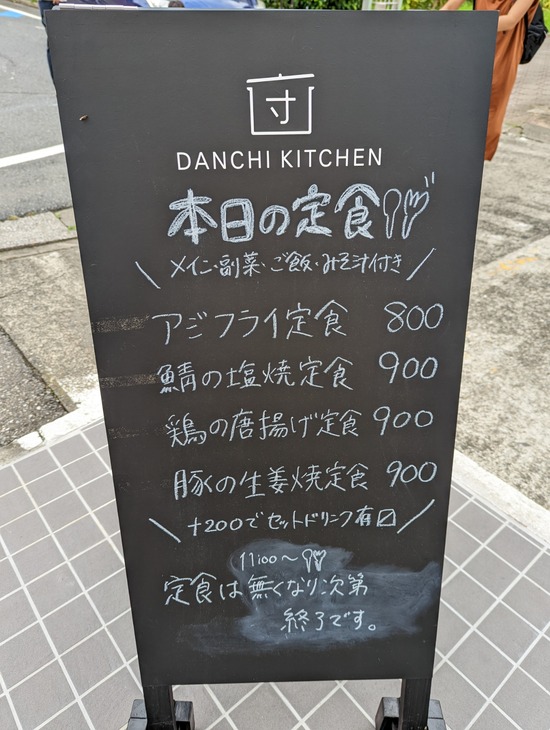 DANCHI KITCHEN
本日の定食
メイン・副菜・ご飯・みそ汁付き
アジフライ定食 800
鯖の塩焼定食 900
鶏の唐揚げ定食 900
豚の生姜焼定食 900
+200でセットドリンク有
11:00〜
定食は無くなり次第
終了です。